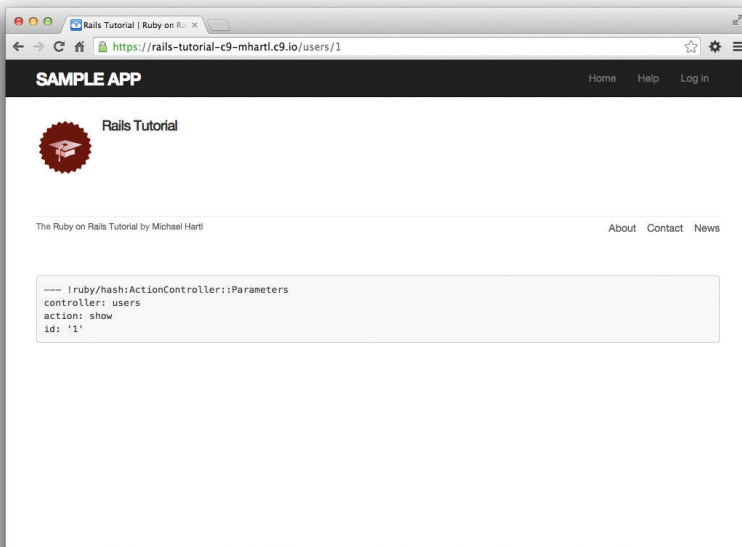 Rails Tutorial | Ruby on Ra
https://rails-tutorial-c9-mhartl.c9.io/users/1
SAMPLE APP
Home Help Log in
Rails Tutorial
The Ruby on Rails Tutorial by Michael Hartl
About Contact News
--- !ruby/hash:ActionController::Parameters
controller: users
action: show
id: '1'